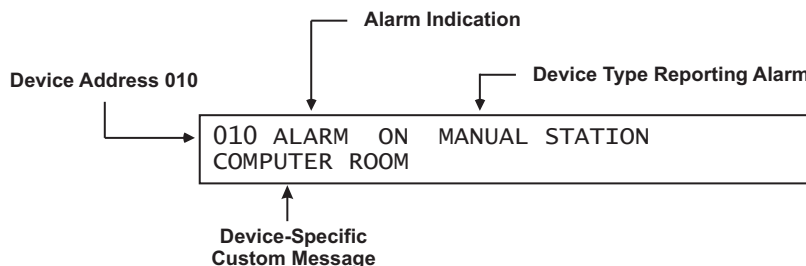 Alarm Indication
Device Address 010
Device Type Reporting Alarm
010 ALARM ON MANUAL STATION
COMPUTER ROOM
Device-Specific
Custom Message